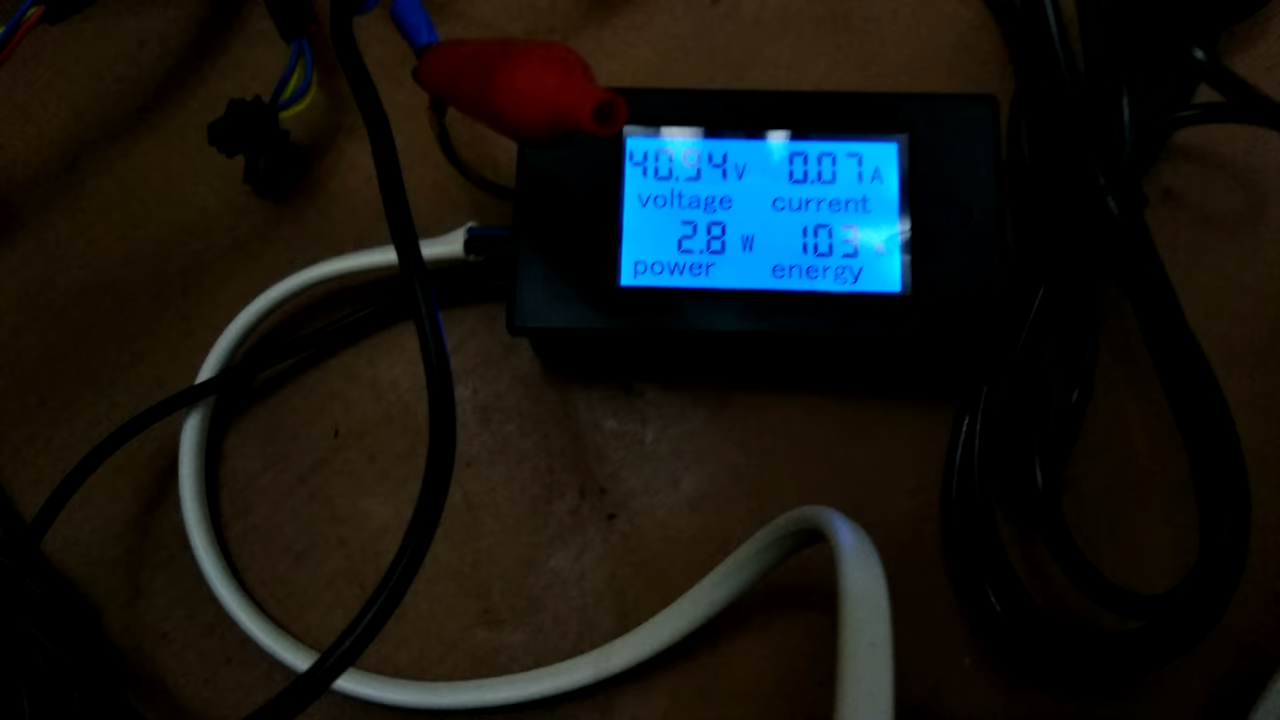 40.94V 0.07A
voltage current
2.8 W 103
power energy